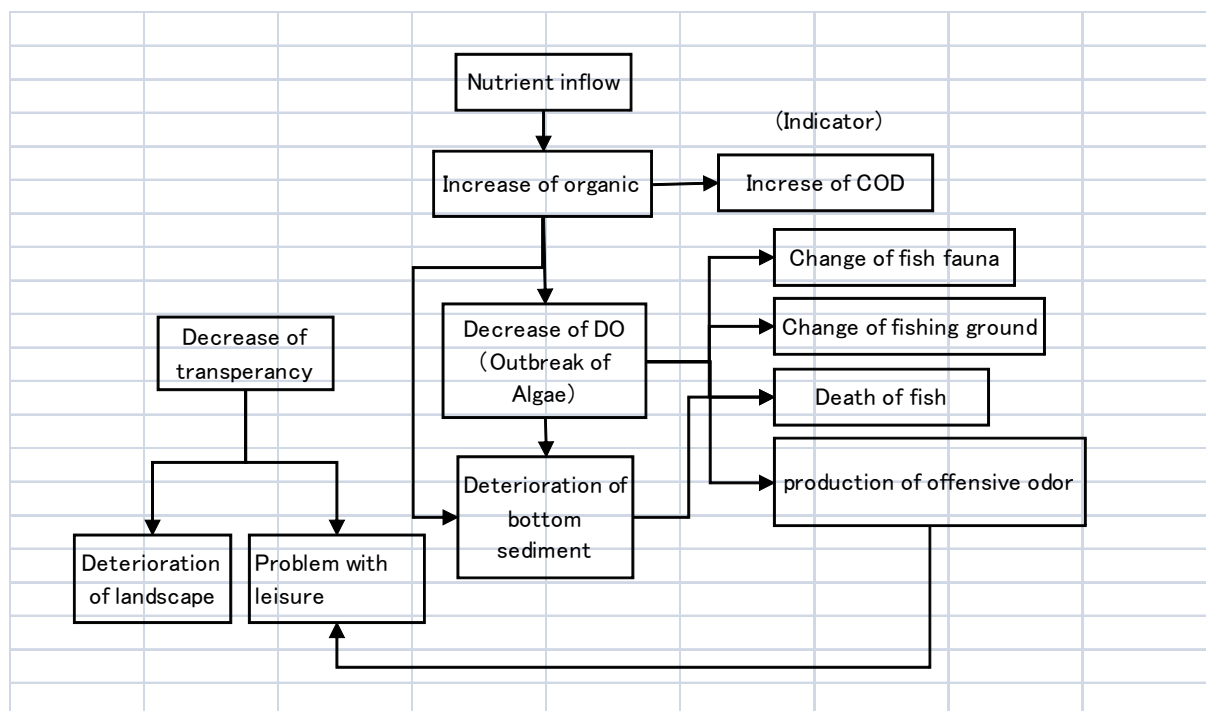 Nutrient inflow
(Indicator)
Increase of organic
Increse of COD
Change of fish fauna
Decrease of DO
(Outbreak of
Algae)
Change of fishing ground
Decrease of
transperancy
Death of fish
Deterioration of
bottom
sediment
production of offensive odor
Deterioration
of landscape
Problem with
leisure